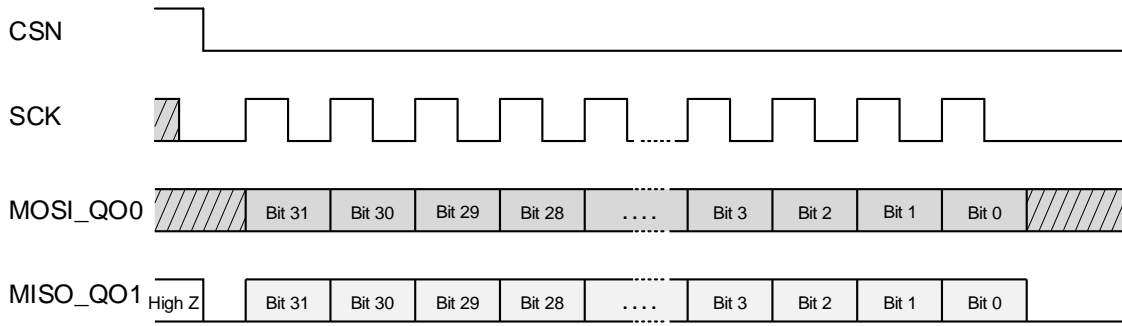 CSN
SCK
MOSI_QO0 Bit 31 Bit 30 Bit 29 Bit 28 .... Bit 3 Bit 2 Bit 1 Bit 0
MISO_QO1 High Z Bit 31 Bit 30 Bit 29 Bit 28 .... Bit 3 Bit 2 Bit 1 Bit 0